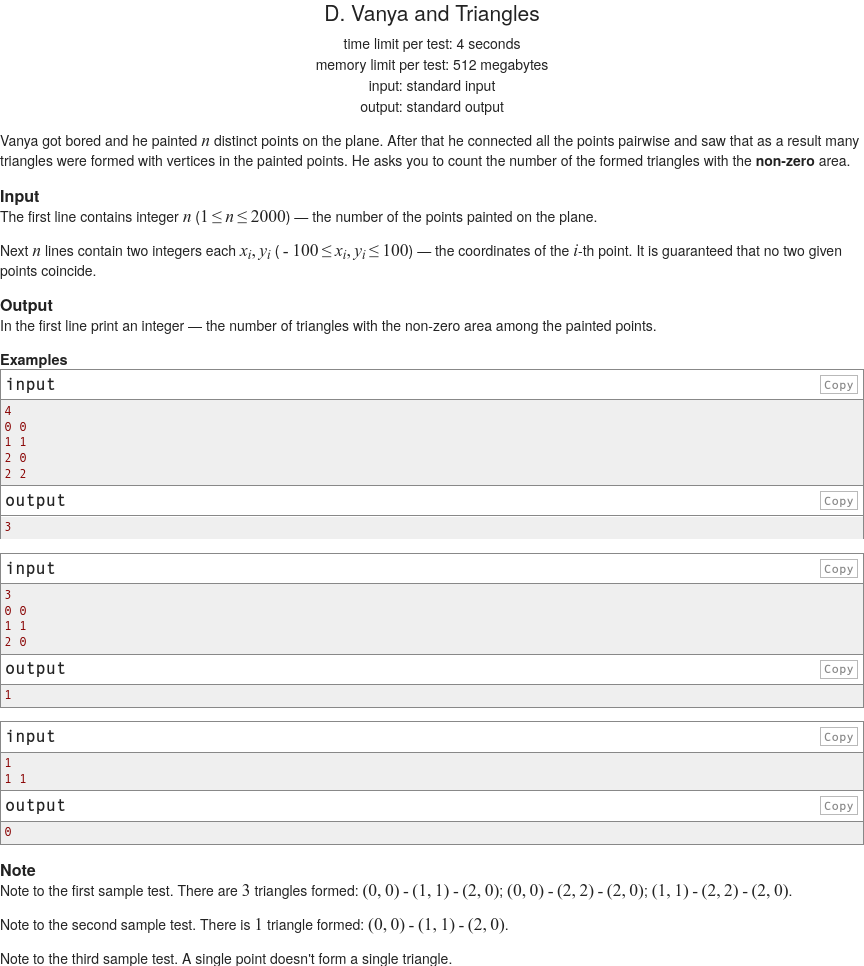 D. Vanya and Triangles
time limit per test: 4 seconds
memory limit per test: 512 megabytes
input: standard input
output: standard output
Vanya got bored and he painted n distinct points on the plane. After that he connected all the points pairwise and saw that as a result many
triangles were formed with vertices in the painted points. He asks you to count the number of the formed triangles with the non-zero area.
Input
The first line contains integer n (1 ≤ n ≤ 2000) — the number of the points painted on the plane.
Next n lines contain two integers each xi, yi ( - 100 ≤ xi, yi ≤ 100) — the coordinates of the i-th point. It is guaranteed that no two given
points coincide.
Output
In the first line print an integer — the number of triangles with the non-zero area among the painted points.
Examples
input Copy
4
0 0
1 1
2 0
2 2
output Copy
3
input Copy
3
0 0
1 1
2 0
output Copy
1
input Copy
1
1 1
output Copy
0
Note
Note to the first sample test. There are 3 triangles formed: (0, 0) - (1, 1) - (2, 0); (0, 0) - (2, 2) - (2, 0); (1, 1) - (2, 2) - (2, 0).
Note to the second sample test. There is 1 triangle formed: (0, 0) - (1, 1) - (2, 0).
Note to the third sample test. A single point doesn't form a single triangle.